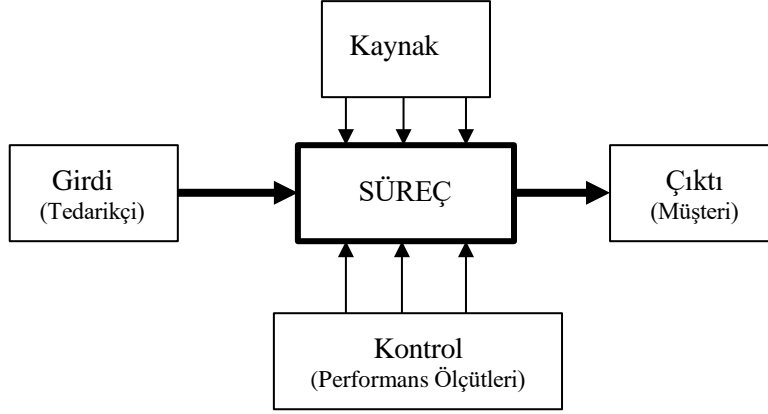 Kaynak
Girdi
(Tedarikçi)
SÜREÇ
Çıktı
(Müşteri)
Kontrol
(Performans Ölçütleri)